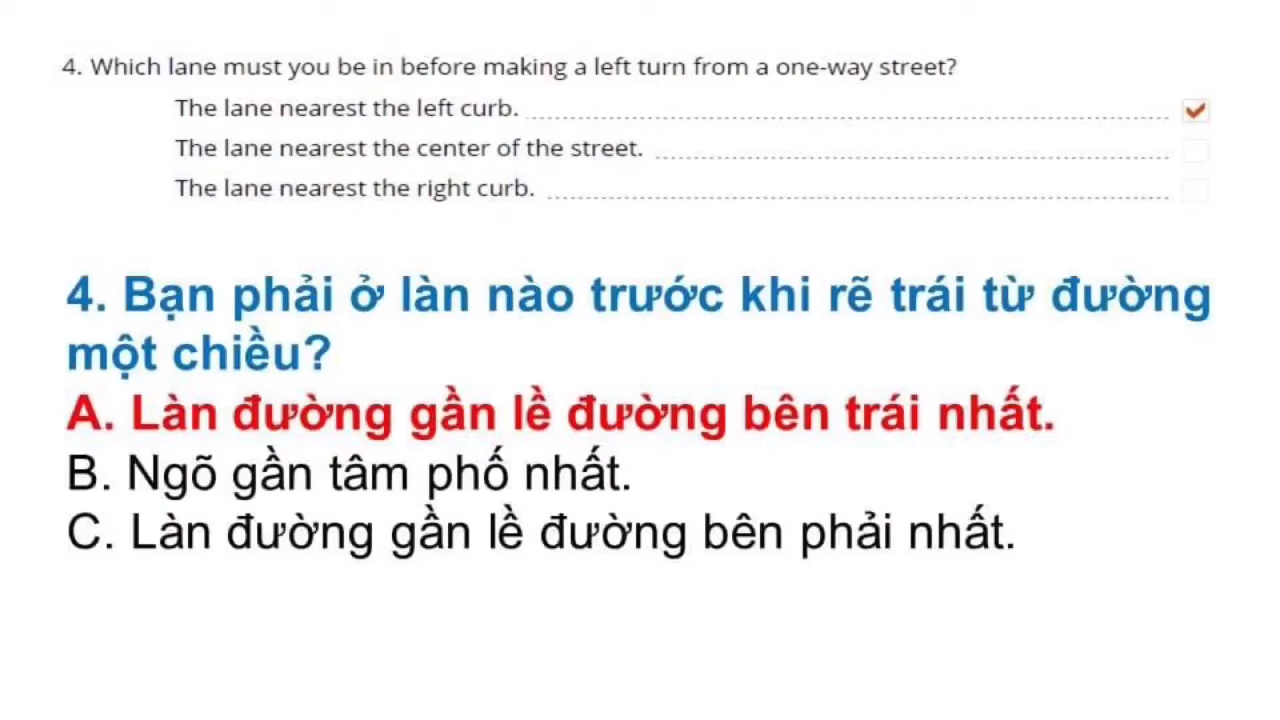 4. Which lane must you be in before making a left turn from a one-way street?
The lane nearest the left curb.
The lane nearest the center of the street.
The lane nearest the right curb.
4. Bạn phải ở làn nào trước khi rẽ trái từ đường
một chiều?
A. Làn đường gần lề đường bên trái nhất.
B. Ngõ gần tâm phố nhất.
C. Làn đường gần lề đường bên phải nhất.